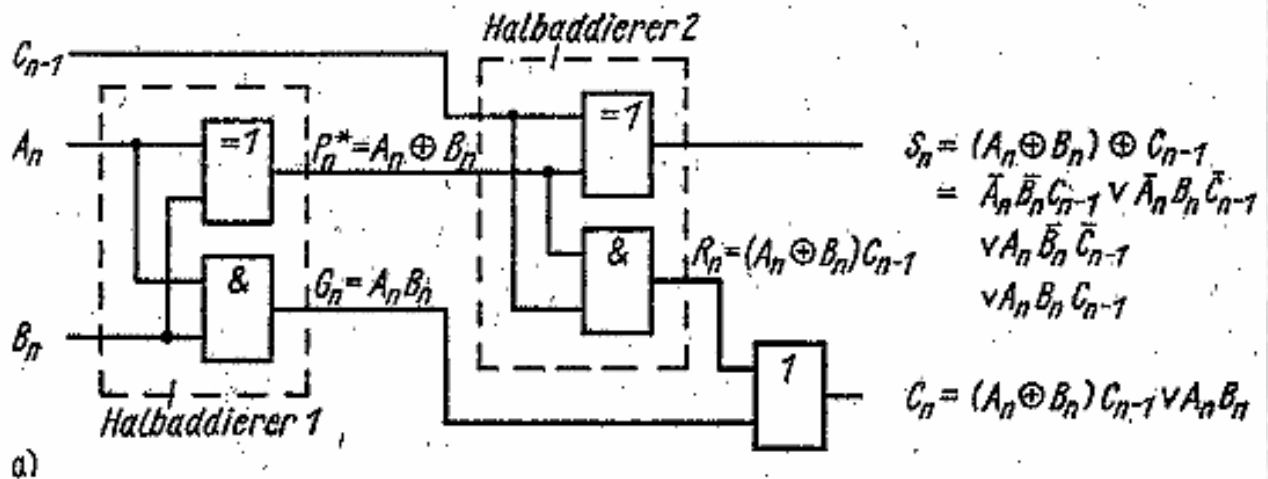 Halbaddierer 2
C_{n-1}
=1
A_n
=1
P_n* = A_n ⊕ B_n
S_n = (A_n ⊕ B_n) ⊕ C_{n-1}
= A̅_n B̅_n C_{n-1} ∨ A̅_n B_n C̅_{n-1}
∨ A_n B̅_n C̅_{n-1}
∨ A_n B_n C_{n-1}
&
R_n = (A_n ⊕ B_n) C_{n-1}
&
G_n = A_n B_n
B_n
1
C_n = (A_n ⊕ B_n) C_{n-1} ∨ A_n B_n
Halbaddierer 1
a)